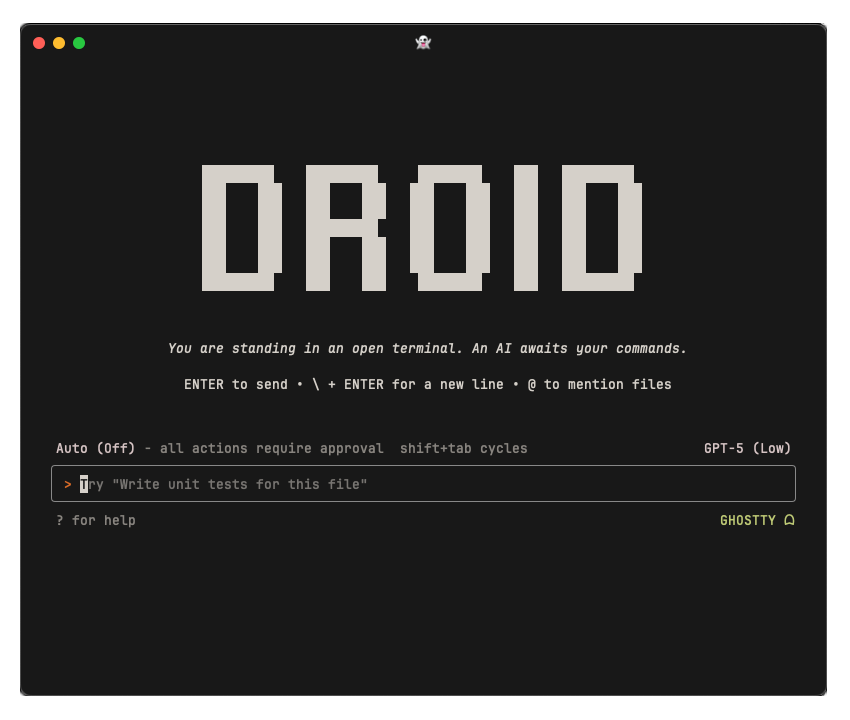 DROID
You are standing in an open terminal. An AI awaits your commands.
ENTER to send • \ + ENTER for a new line • @ to mention files
Auto (Off) - all actions require approval  shift+tab cycles
GPT-5 (Low)
> Try "Write unit tests for this file"
? for help
GHOSTTY